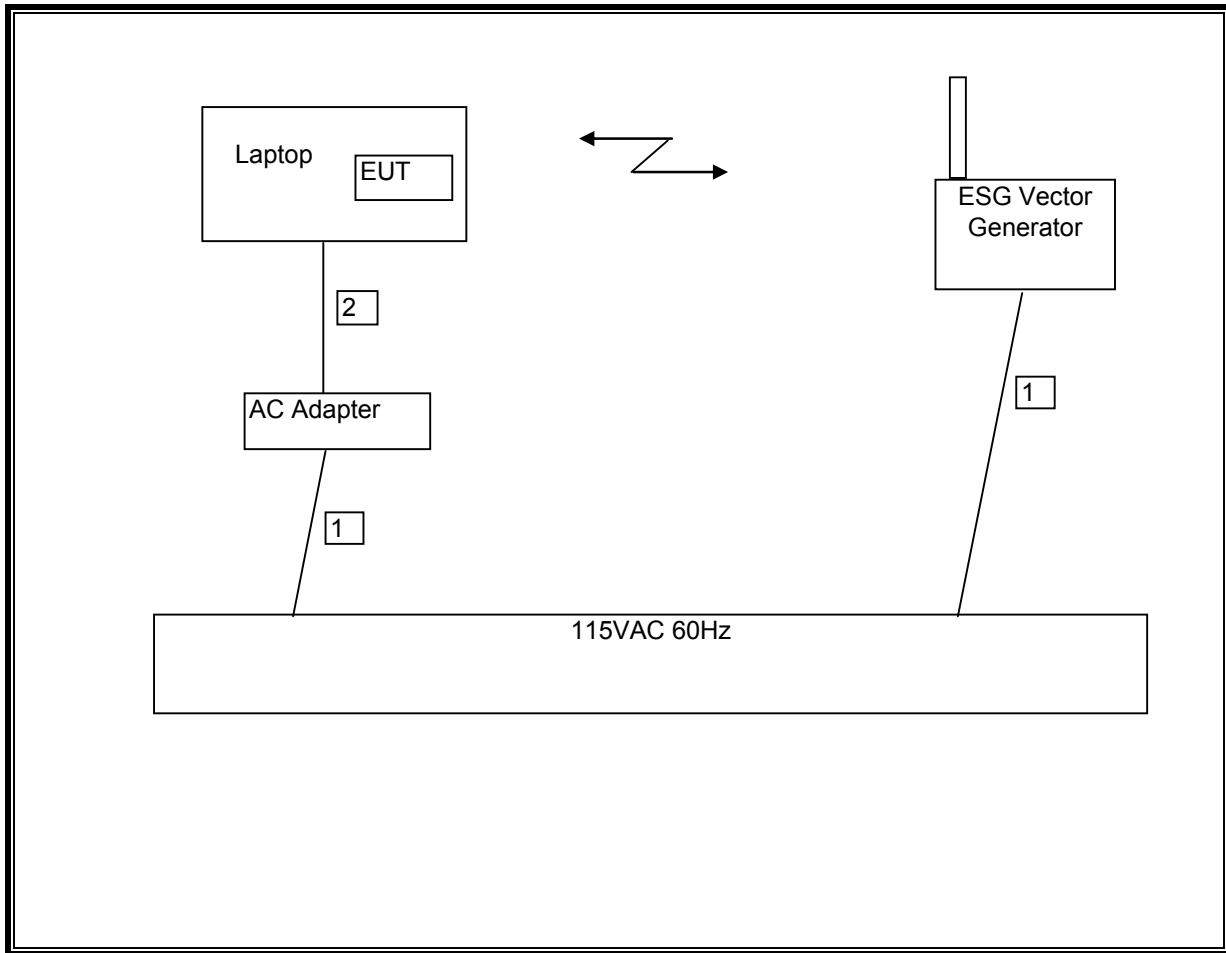 Laptop
EUT
ESG Vector
Generator
2
1
AC Adapter
1
115VAC 60Hz